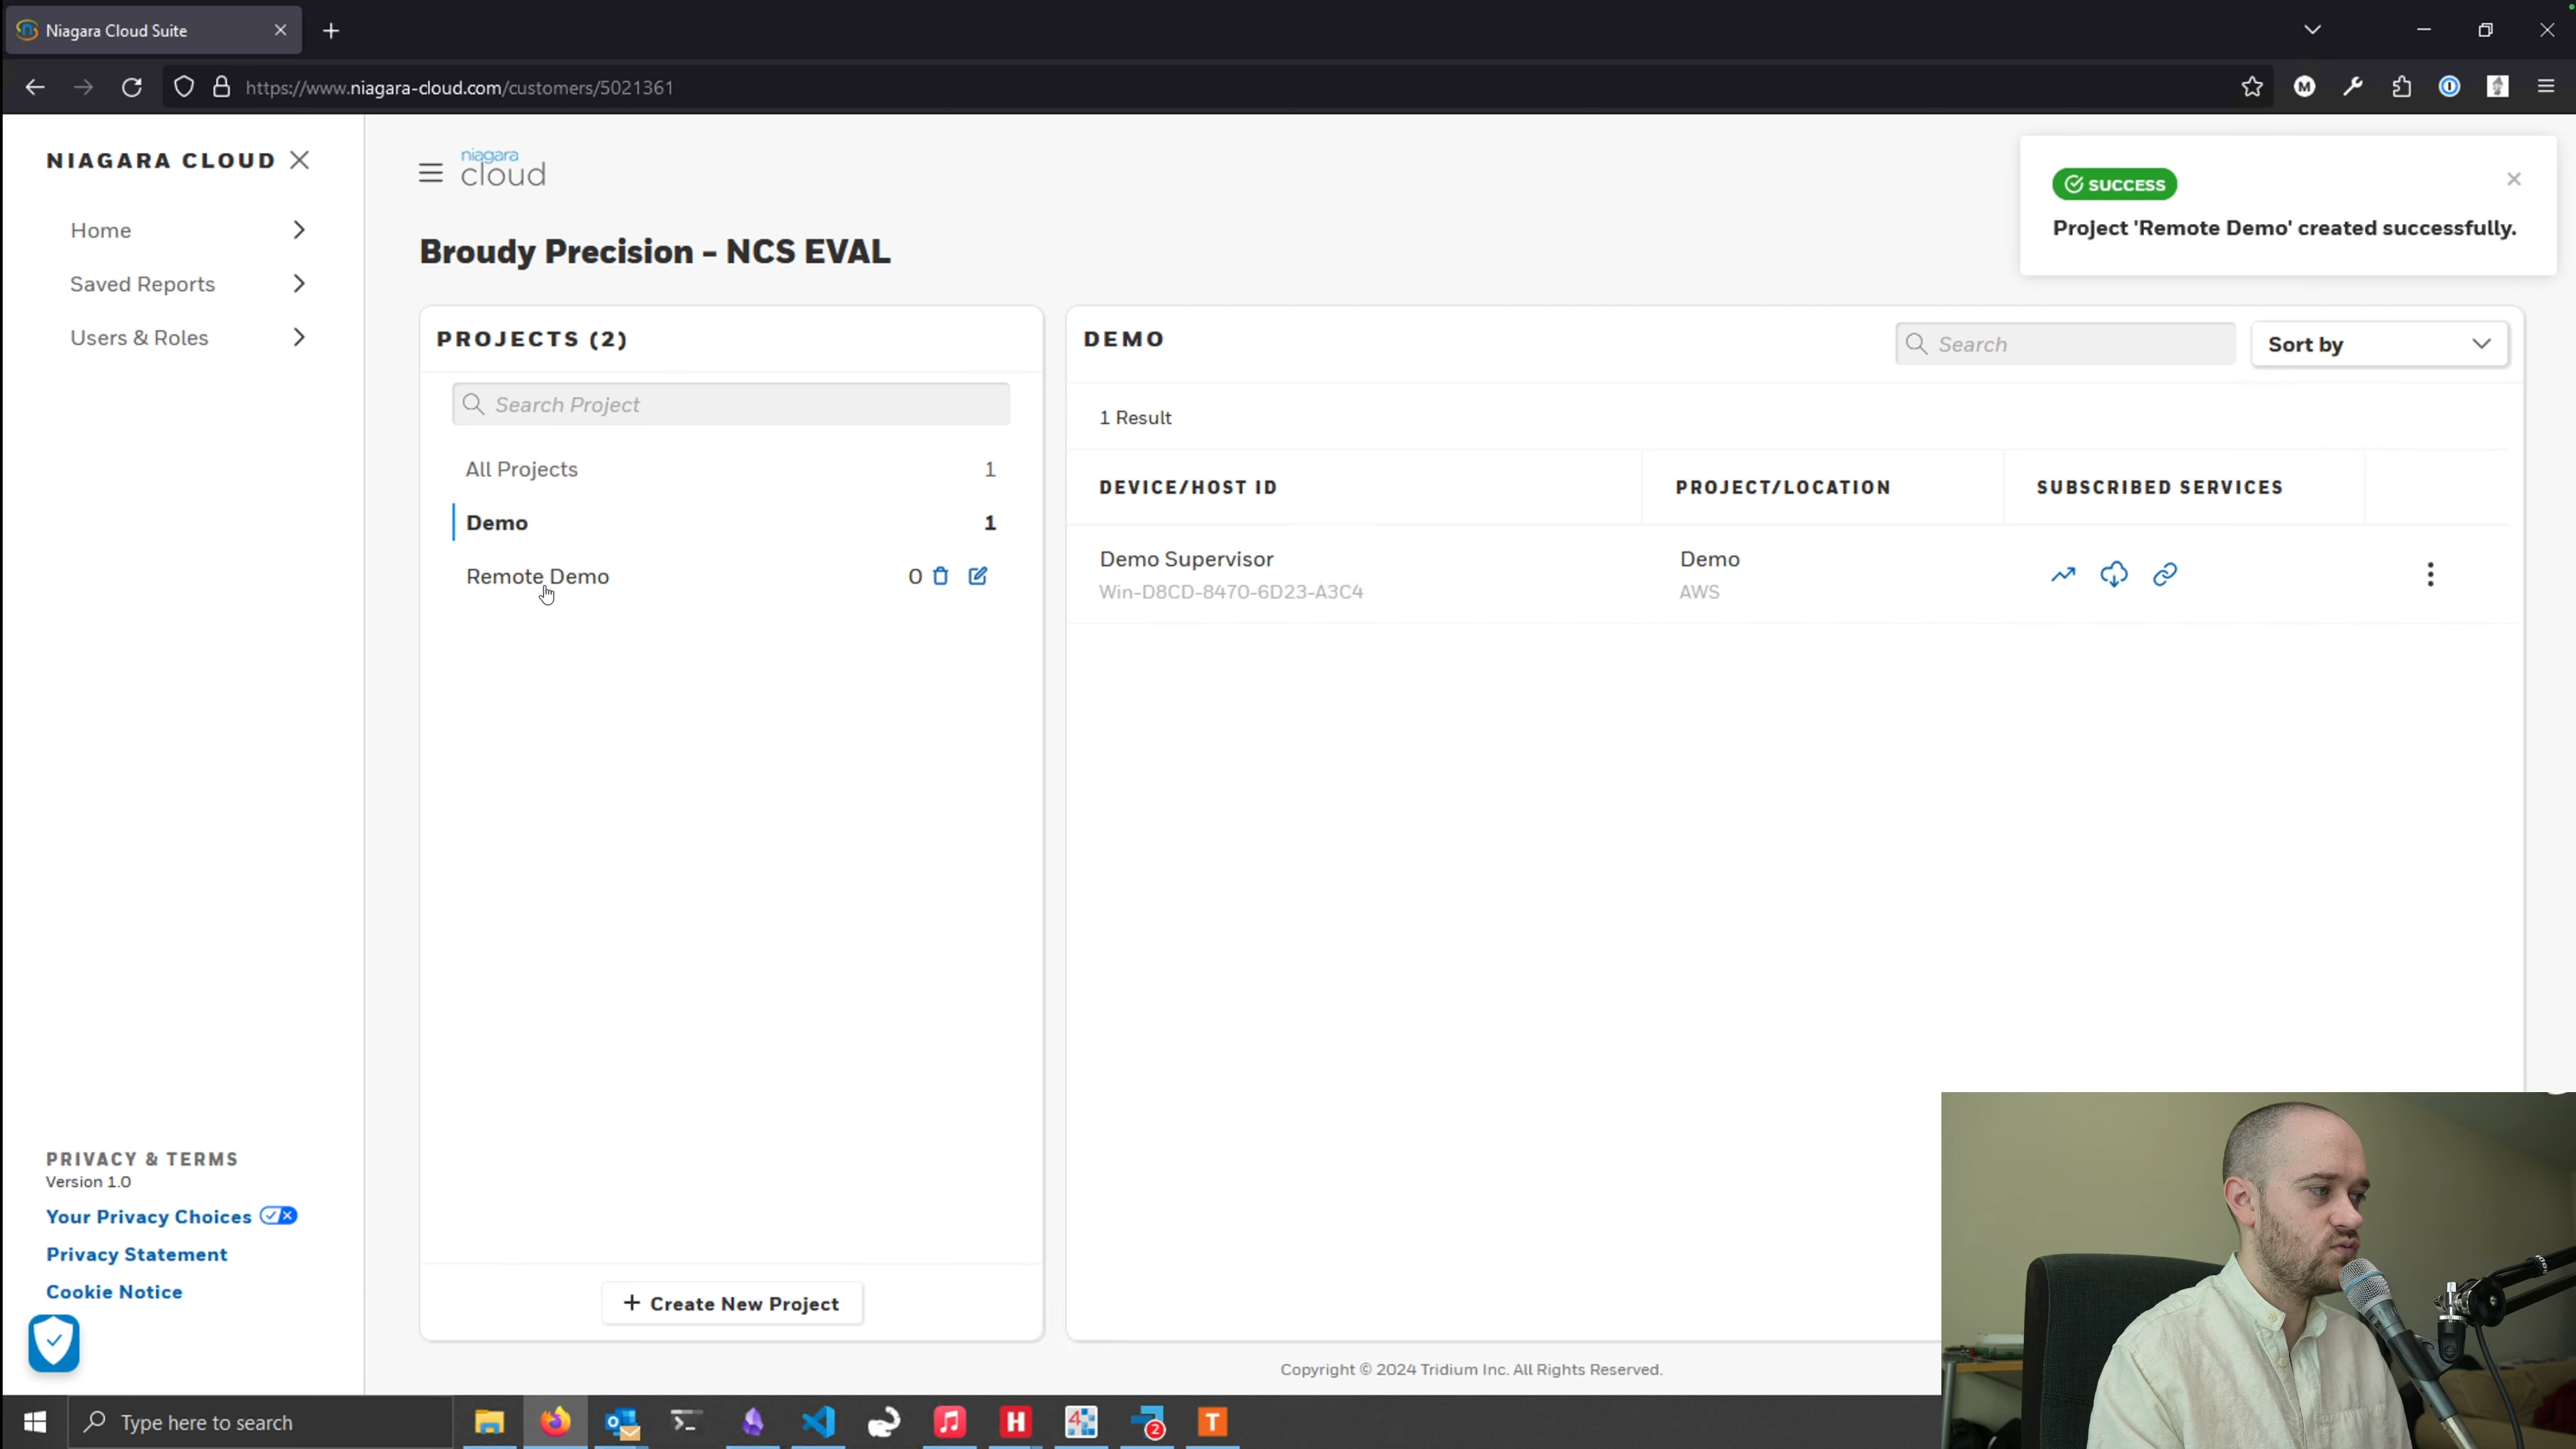 Niagara Cloud Suite
https://www.niagara-cloud.com/customers/5021361
NIAGARA CLOUD
Home
Saved Reports
Users & Roles
niagara
cloud
SUCCESS
Project 'Remote Demo' created successfully.
Broudy Precision - NCS EVAL
PROJECTS (2)
Search Project
All Projects 1
Demo 1
Remote Demo 0
Create New Project
DEMO
Search
Sort by
1 Result
DEVICE/HOST ID PROJECT/LOCATION SUBSCRIBED SERVICES
Demo Supervisor Demo
Win-D8CD-8470-6D23-A3C4 AWS
PRIVACY & TERMS
Version 1.0
Your Privacy Choices
Privacy Statement
Cookie Notice
Copyright © 2024 Tridium Inc. All Rights Reserved.
Type here to search
H
4
2
T